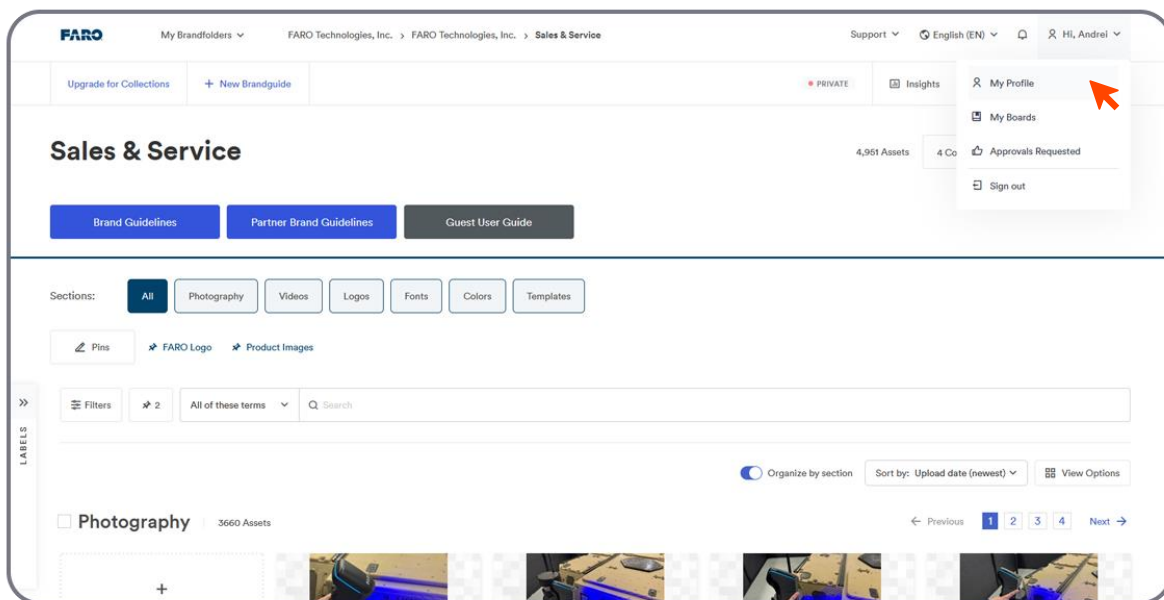 FARO My Brandfolders FARO Technologies, Inc. > FARO Technologies, Inc. > Sales & Service Support English (EN) Hi, Andrei
Upgrade for Collections + New Brandguide PRIVATE Insights
My Profile
My Boards
Approvals Requested
Sign out
Sales & Service
4,951 Assets 4 Co
Brand Guidelines Partner Brand Guidelines Guest User Guide
Sections: All Photography Videos Logos Fonts Colors Templates
Pins FARO Logo Product Images
LABELS
Filters 2 All of these terms Search
Organize by section Sort by: Upload date (newest) View Options
Photography 3660 Assets
← Previous 1 2 3 4 Next →
+